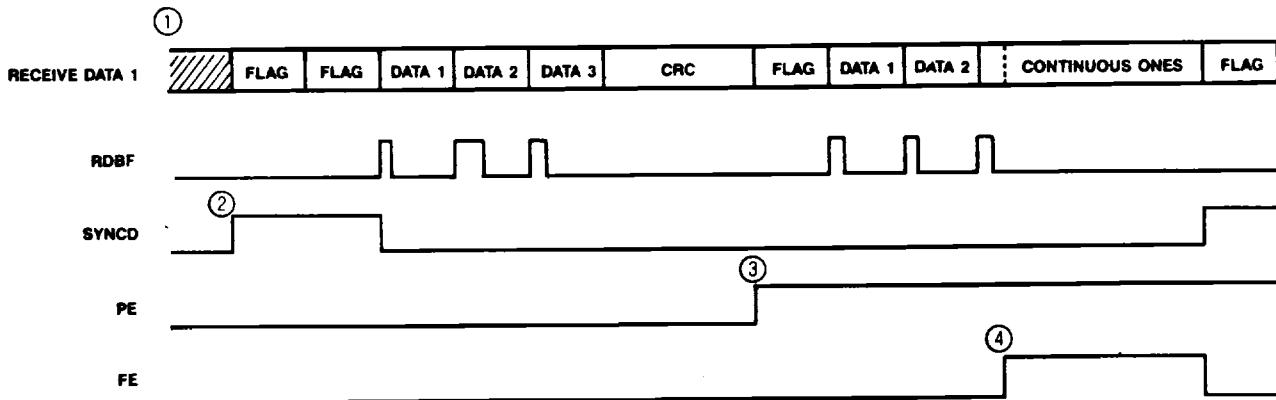 1
RECEIVE DATA 1 FLAG FLAG DATA 1 DATA 2 DATA 3 CRC FLAG DATA 1 DATA 2 CONTINUOUS ONES FLAG
RDBF
2
SYNCD
3
PE
4
FE